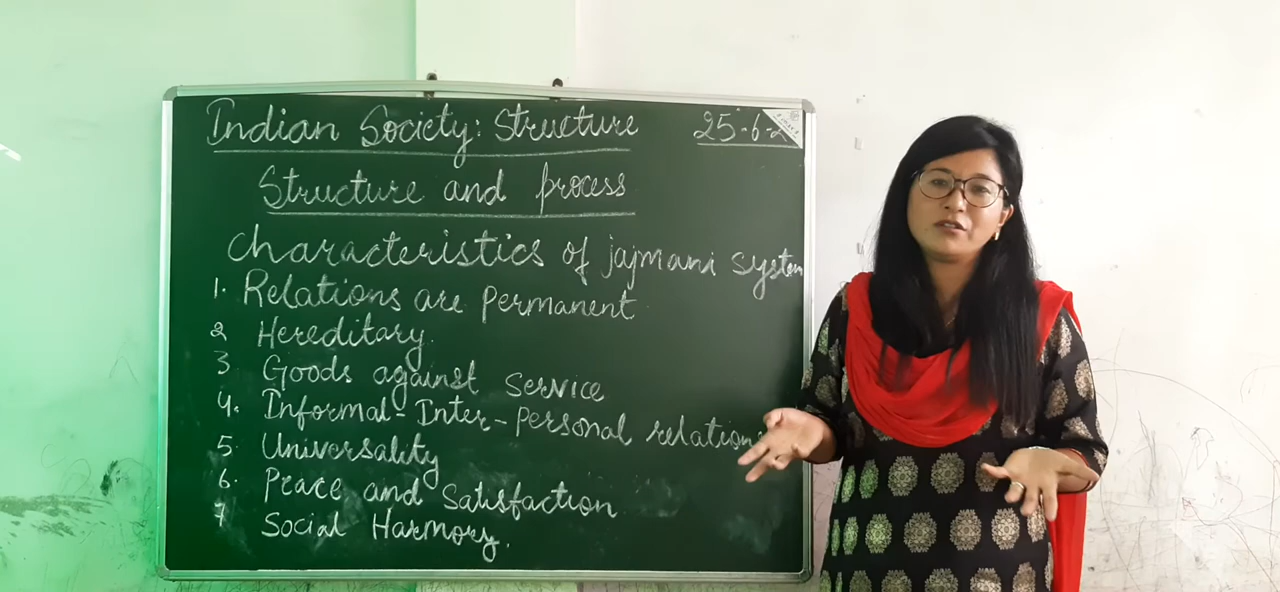 Indian Society: Structure
25-6-2
Structure and process
Characteristics of jajmani system
1. Relations are Permanent
2 Hereditary
3 Goods against Service
4. Informal-Inter-personal relation
5. Universality
6. Peace and Satisfaction
7 Social Harmony.